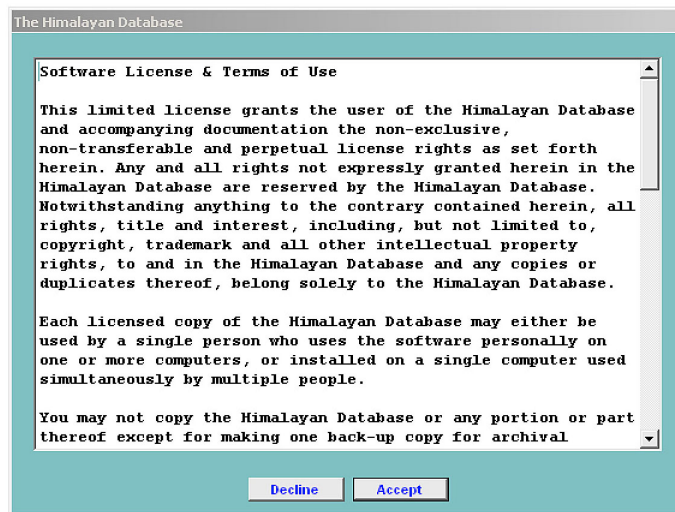 The Himalayan Database
Software License & Terms of Use
This limited license grants the user of the Himalayan Database
and accompanying documentation the non-exclusive,
non-transferable and perpetual license rights as set forth
herein. Any and all rights not expressly granted herein in the
Himalayan Database are reserved by the Himalayan Database.
Notwithstanding anything to the contrary contained herein, all
rights, title and interest, including, but not limited to,
copyright, trademark and all other intellectual property
rights, to and in the Himalayan Database and any copies or
duplicates thereof, belong solely to the Himalayan Database.
Each licensed copy of the Himalayan Database may either be
used by a single person who uses the software personally on
one or more computers, or installed on a single computer used
simultaneously by multiple people.
You may not copy the Himalayan Database or any portion or part
thereof except for making one back-up copy for archival
Decline Accept